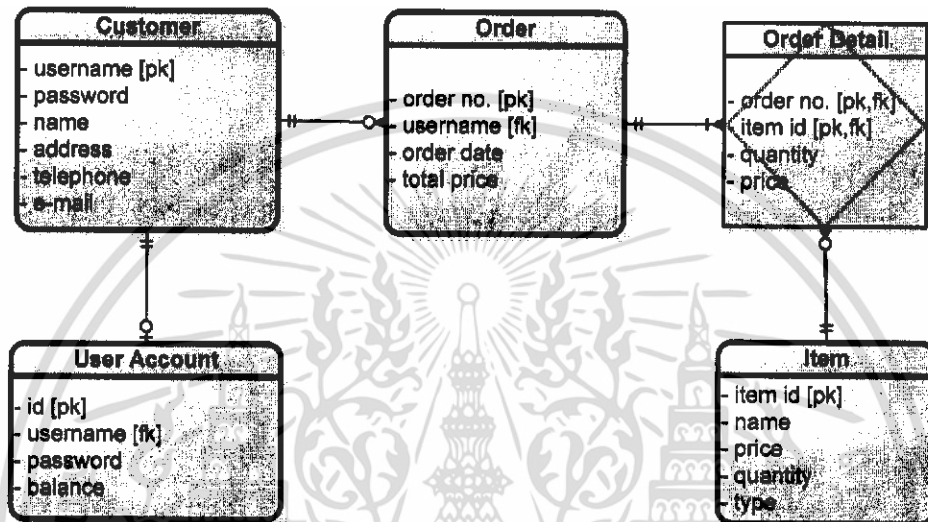 Customer
- username [pk]
- password
- name
- address
- telephone
- e-mail
Order
- order no. [pk]
- username [fk]
- order date
- total price
Order Detail
- order no. [pk,fk]
- item id [pk,fk]
- quantity
- price
User Account
- id [pk]
- username [fk]
- password
- balance
Item
- item id [pk]
- name
- price
- quantity
- type